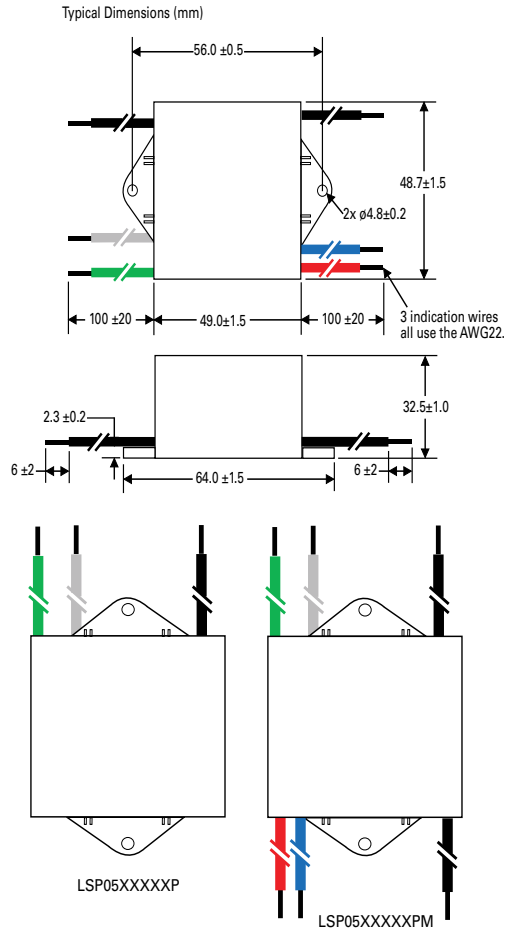 Typical Dimensions (mm)
56.0 ±0.5
48.7±1.5
2x ø4.8±0.2
100 ±20
49.0±1.5
100 ±20
3 indication wires
all use the AWG22.
2.3 ±0.2
32.5±1.0
6 ±2
64.0 ±1.5
6 ±2
LSP05XXXXXP
LSP05XXXXXPM